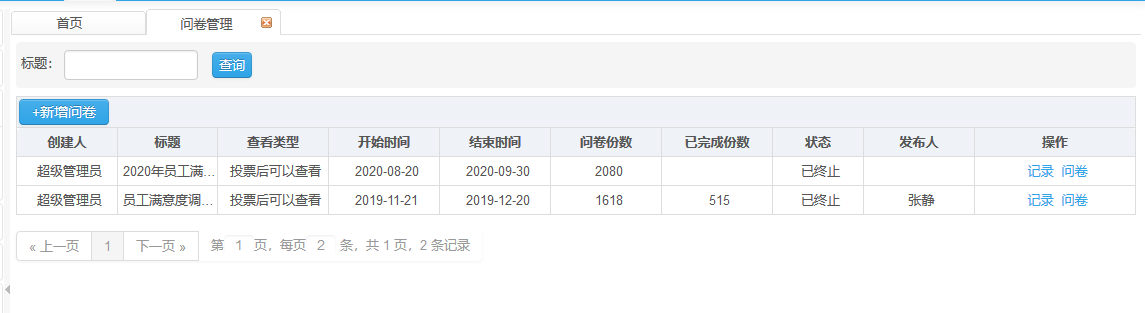 首页 问卷管理
标题： 查询
+新增问卷
创建人 标题 查看类型 开始时间 结束时间 问卷份数 已完成份数 状态 发布人 操作
超级管理员 2020年员工满... 投票后可以查看 2020-08-20 2020-09-30 2080 已终止 记录 问卷
超级管理员 员工满意度调... 投票后可以查看 2019-11-21 2019-12-20 1618 515 已终止 张静 记录 问卷
« 上一页 1 下一页 » 第 1 页，每页 2 条，共 1 页，2 条记录